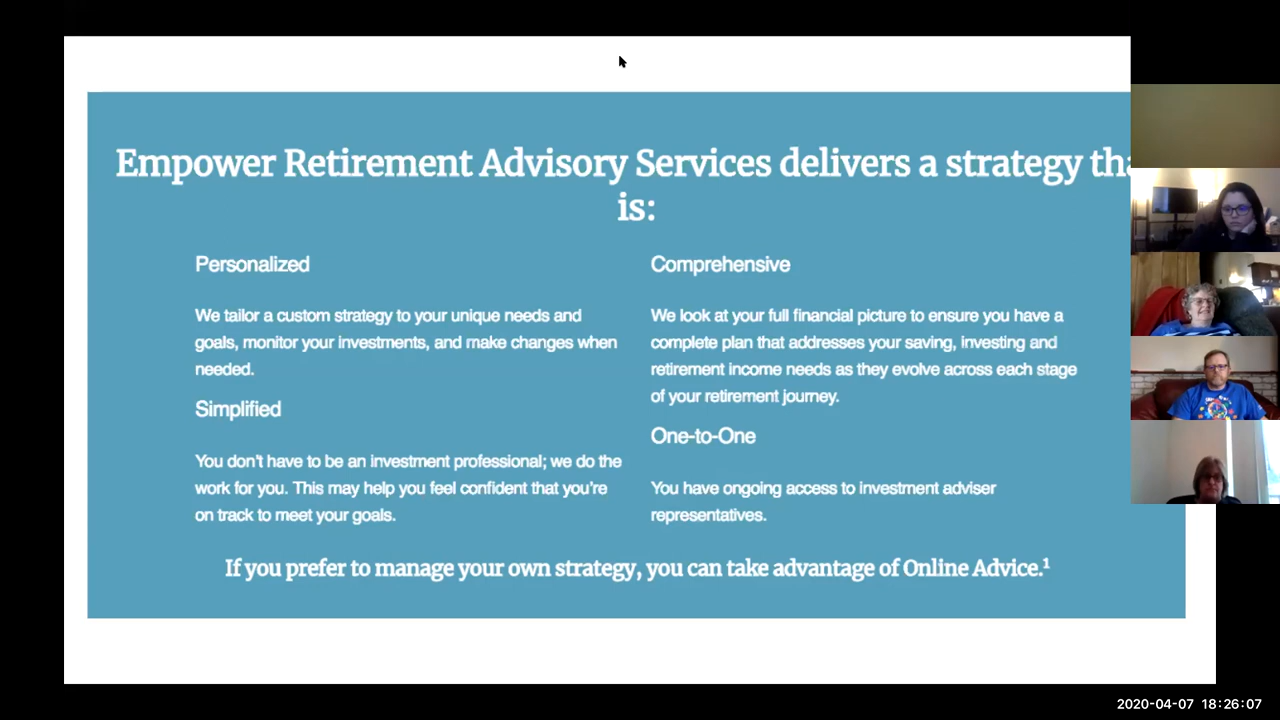 Empower Retirement Advisory Services delivers a strategy
is:
Personalized
We tailor a custom strategy to your unique needs and
goals, monitor your investments, and make changes when
needed.
Simplified
You don't have to be an investment professional; we do the
work for you. This may help you feel confident that you're
on track to meet your goals.
Comprehensive
We look at your full financial picture to ensure you have a
complete plan that addresses your saving, investing and
retirement income needs as they evolve across each stage
of your retirement journey.
One-to-One
You have ongoing access to investment adviser
representatives.
If you prefer to manage your own strategy, you can take advantage of Online Advice.¹
2020-04-07 18:26:07